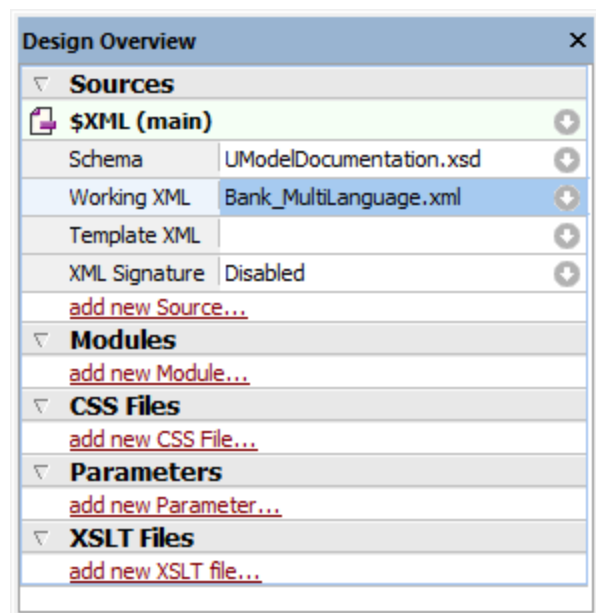 Design Overview
Sources
$XML (main)
Schema UModelDocumentation.xsd
Working XML Bank_MultiLanguage.xml
Template XML
XML Signature Disabled
add new Source...
Modules
add new Module...
CSS Files
add new CSS File...
Parameters
add new Parameter...
XSLT Files
add new XSLT file...